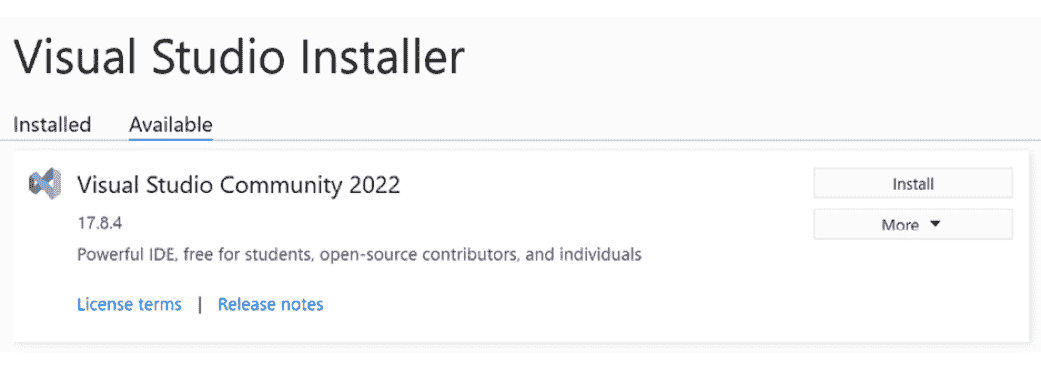 Visual Studio Installer
Installed Available
Visual Studio Community 2022
Install
17.8.4
More
Powerful IDE, free for students, open-source contributors, and individuals
License terms | Release notes